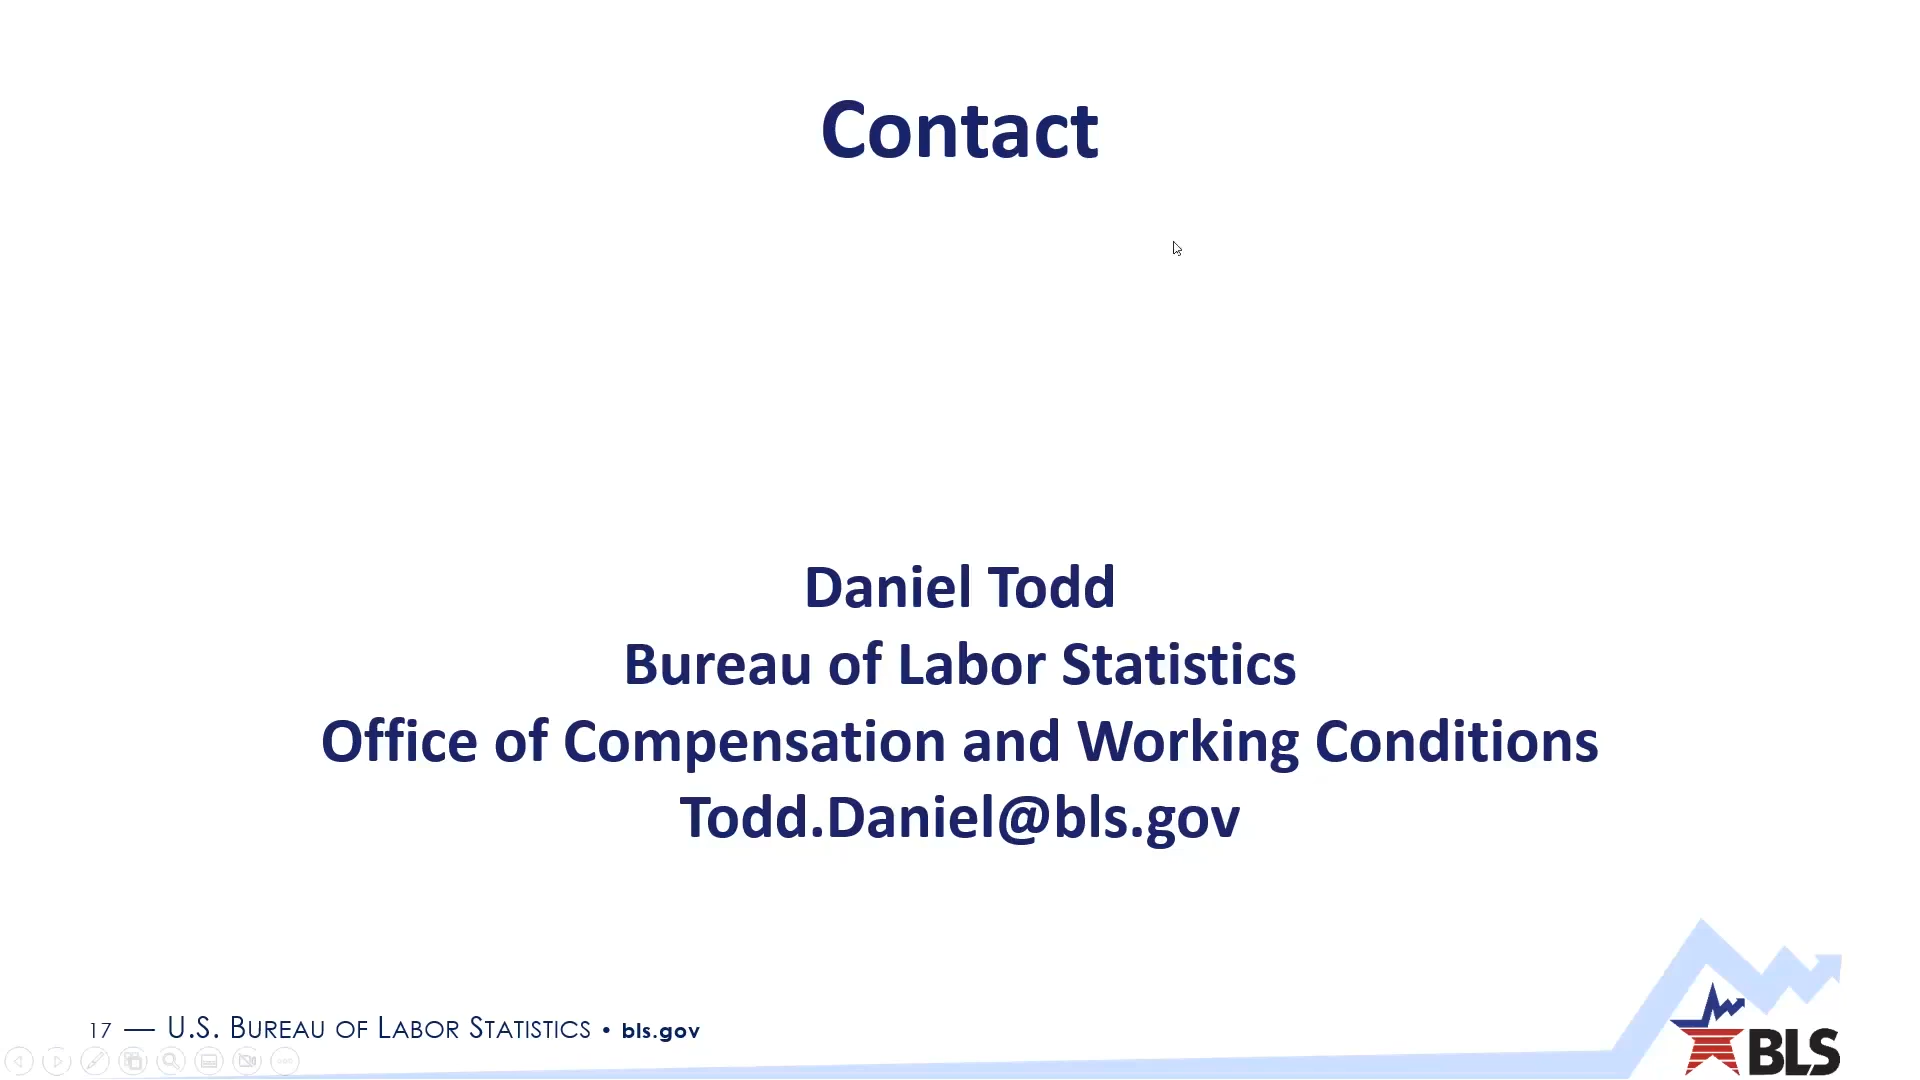 Contact
Daniel Todd
Bureau of Labor Statistics
Office of Compensation and Working Conditions
Todd.Daniel@bls.gov
17 — U.S. BUREAU OF LABOR STATISTICS • bls.gov
BLS